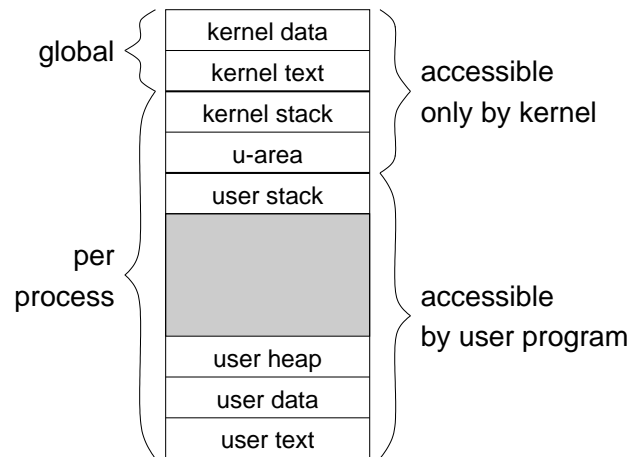 global
kernel data
kernel text
kernel stack
u-area
user stack
user heap
user data
user text
per
process
accessible
only by kernel
accessible
by user program